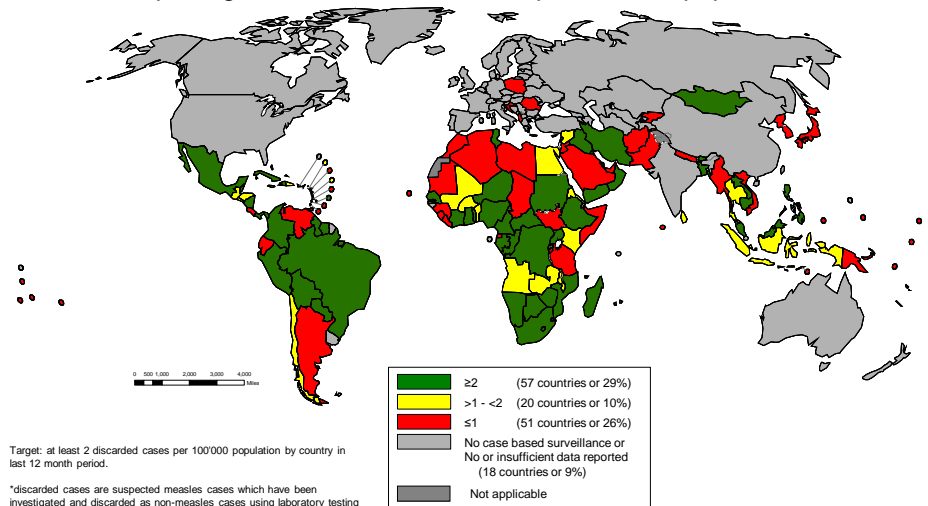 0 500 1,000 2,000 3,000 4,000
Miles
≥2 (57 countries or 29%)
>1 - <2 (20 countries or 10%)
≤1 (51 countries or 26%)
No case based surveillance or
No or insufficient data reported
(18 countries or 9%)
Not applicable
Target: at least 2 discarded cases per 100'000 population by country in
last 12 month period.
*discarded cases are suspected measles cases which have been
investigated and discarded as non-measles cases using laboratory testing